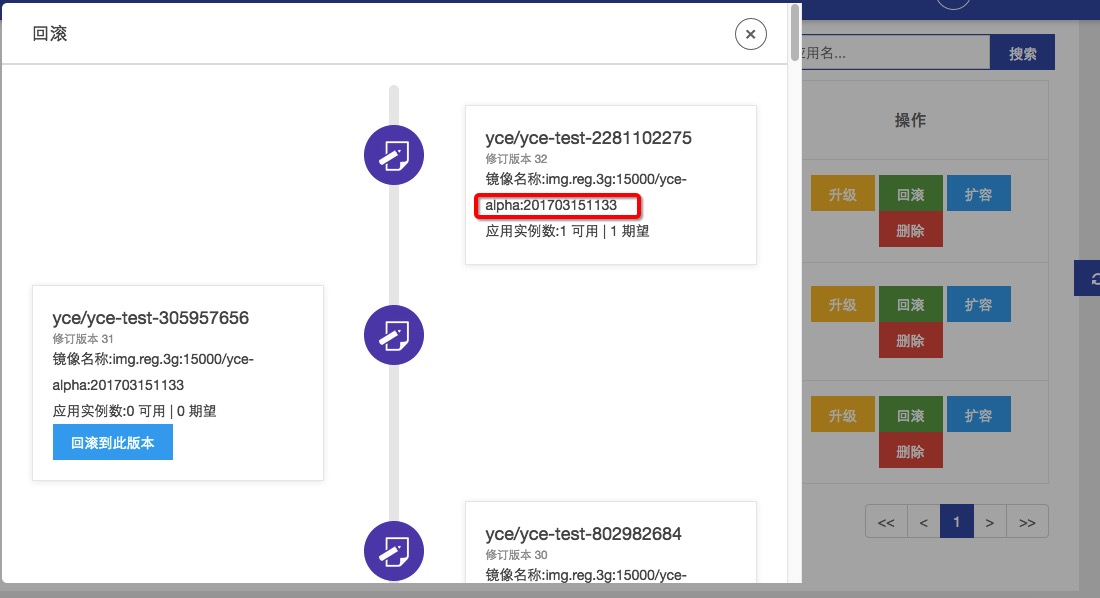 回滚
yce/yce-test-2281102275
修订版本 32
镜像名称:img.reg.3g:15000/yce-
alpha:201703151133
应用实例数:1 可用 | 1 期望
yce/yce-test-305957656
修订版本 31
镜像名称:img.reg.3g:15000/yce-
alpha:201703151133
应用实例数:0 可用 | 0 期望
回滚到此版本
yce/yce-test-802982684
修订版本 30
镜像名称:img.reg.3g:15000/yce-
用名...
搜索
操作
升级 回滚 扩容
删除
升级 回滚 扩容
删除
升级 回滚 扩容
删除
<< < 1 > >>